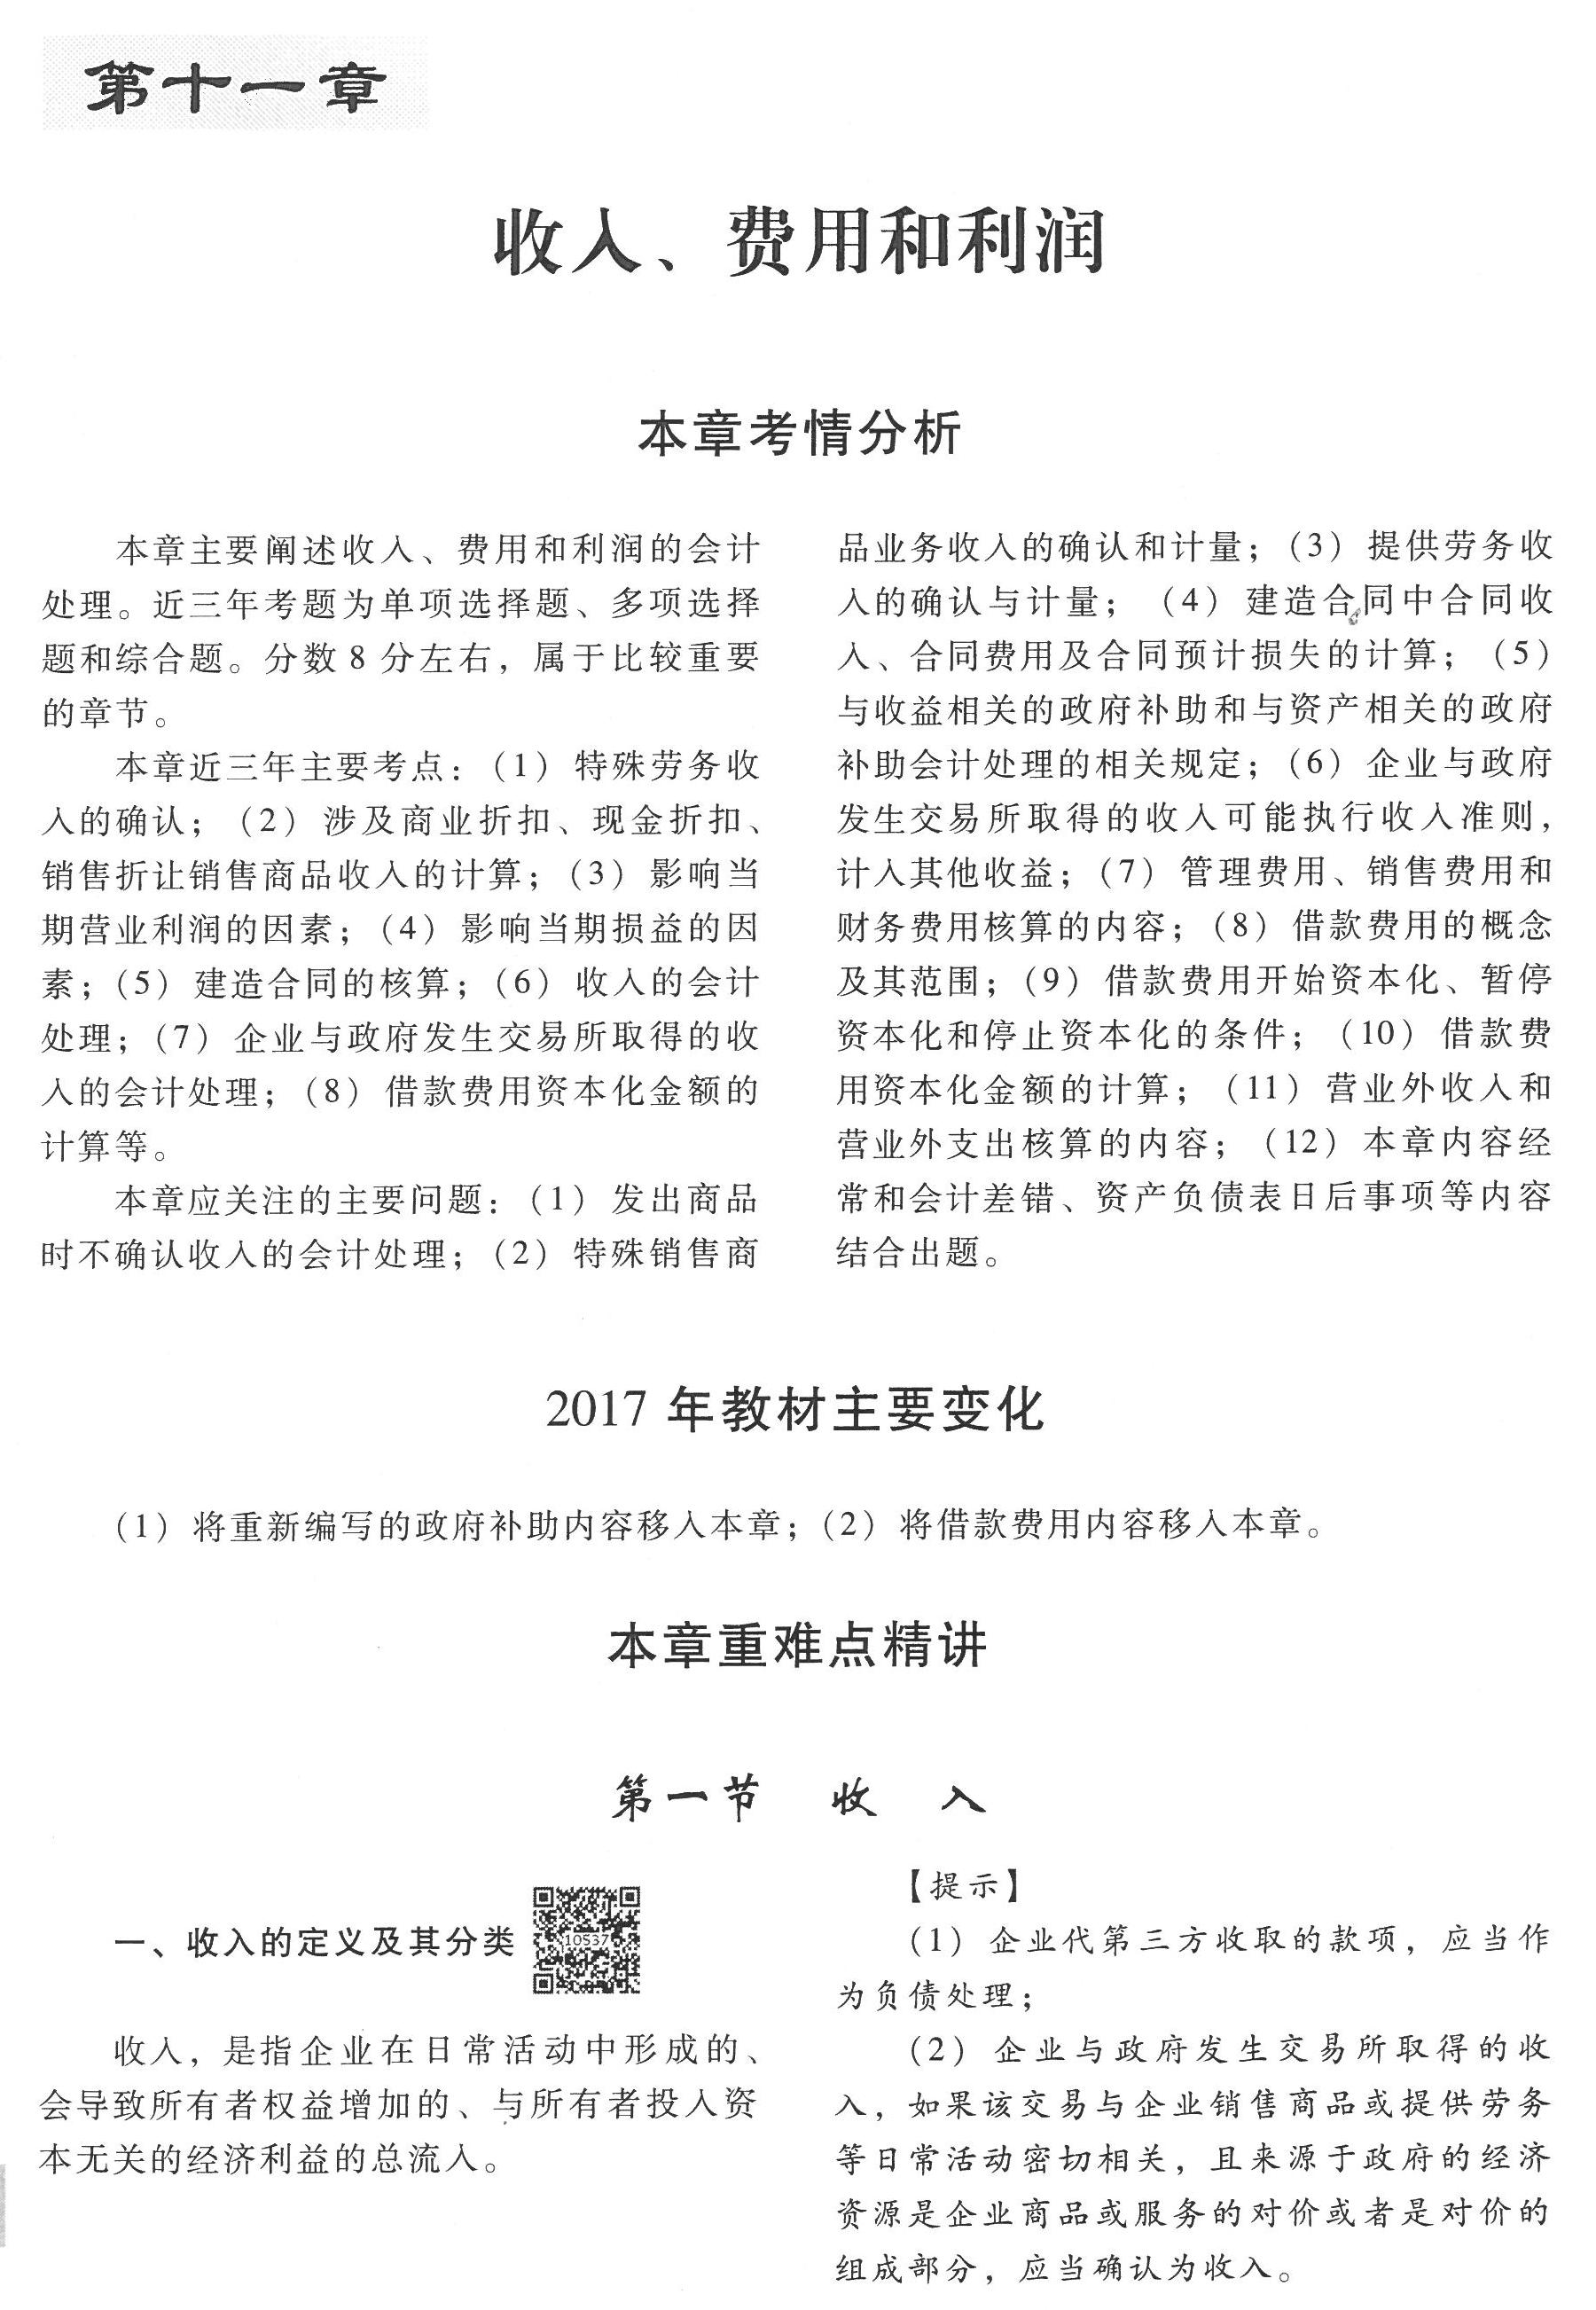 第十一章
收入、费用和利润
本章考情分析
本章主要阐述收入、费用和利润的会计
处理。近三年考题为单项选择题、多项选择
题和综合题。分数 8 分左右，属于比较重要
的章节。
本章近三年主要考点：（1）特殊劳务收
入的确认；（2）涉及商业折扣、现金折扣、
销售折让销售商品收入的计算；（3）影响当
期营业利润的因素；（4）影响当期损益的因
素；（5）建造合同的核算；（6）收入的会计
处理；（7）企业与政府发生交易所取得的收
入的会计处理；（8）借款费用资本化金额的
计算等。
本章应关注的主要问题：（1）发出商品
时不确认收入的会计处理；（2）特殊销售商
品业务收入的确认和计量；（3）提供劳务收
入的确认与计量；（4）建造合同中合同收
入、合同费用及合同预计损失的计算；（5）
与收益相关的政府补助和与资产相关的政府
补助会计处理的相关规定；（6）企业与政府
发生交易所取得的收入可能执行收入准则，
计入其他收益；（7）管理费用、销售费用和
财务费用核算的内容；（8）借款费用的概念
及其范围；（9）借款费用开始资本化、暂停
资本化和停止资本化的条件；（10）借款费
用资本化金额的计算；（11）营业外收入和
营业外支出核算的内容；（12）本章内容经
常和会计差错、资产负债表日后事项等内容
结合出题。
2017 年教材主要变化
（1）将重新编写的政府补助内容移入本章；（2）将借款费用内容移入本章。
本章重难点精讲
第一节 收 入
一、收入的定义及其分类
10537
收入，是指企业在日常活动中形成的、
会导致所有者权益增加的、与所有者投入资
本无关的经济利益的总流入。
【提示】
（1）企业代第三方收取的款项，应当作
为负债处理；
（2）企业与政府发生交易所取得的收
入，如果该交易与企业销售商品或提供劳务
等日常活动密切相关，且来源于政府的经济
资源是企业商品或服务的对价或者是对价的
组成部分，应当确认为收入。